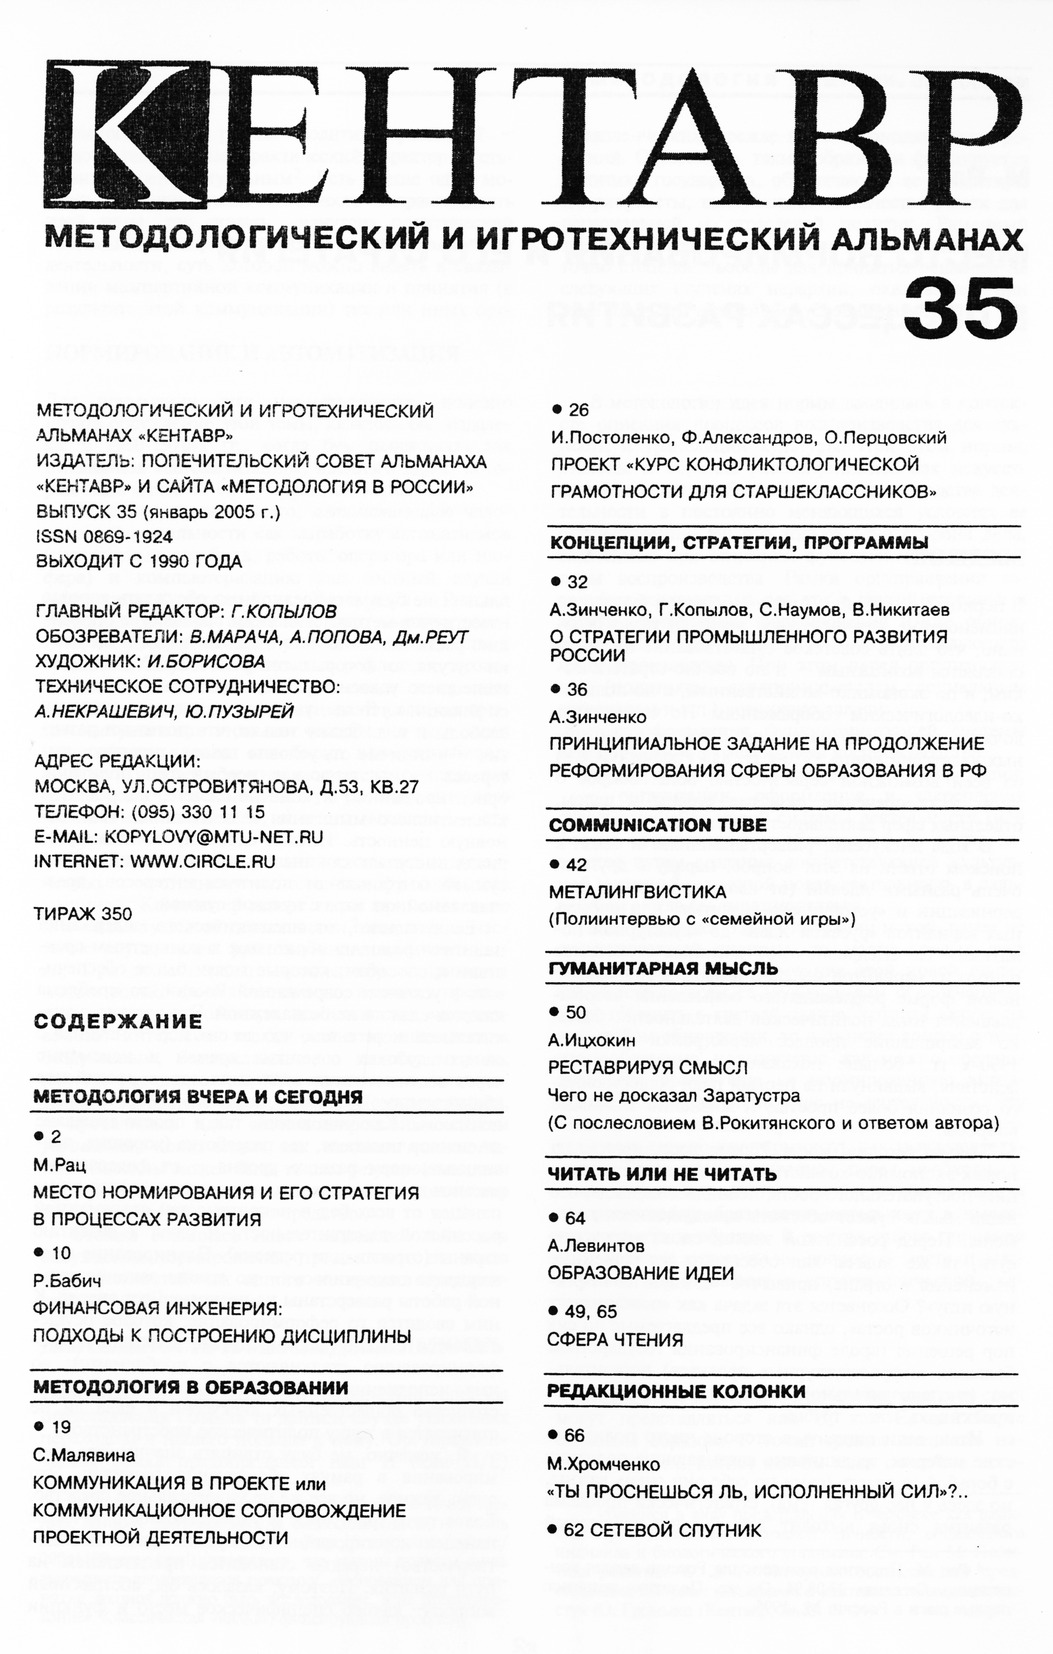 КЕНТАВР
МЕТОДОЛОГИЧЕСКИЙ И ИГРОТЕХНИЧЕСКИЙ АЛЬМАНАХ
35
МЕТОДОЛОГИЧЕСКИЙ И ИГРОТЕХНИЧЕСКИЙ
АЛЬМАНАХ «КЕНТАВР»
ИЗДАТЕЛЬ: ПОПЕЧИТЕЛЬСКИЙ СОВЕТ АЛЬМАНАХА
«КЕНТАВР» И САЙТА «МЕТОДОЛОГИЯ В РОССИИ»
ВЫПУСК 35 (январь 2005 г.)
ISSN 0869-1924
ВЫХОДИТ С 1990 ГОДА
ГЛАВНЫЙ РЕДАКТОР: Г.КОПЫЛОВ
ОБОЗРЕВАТЕЛИ: В.МАРАЧА, А.ПОПОВА, Дм.РЕУТ
ХУДОЖНИК: И.БОРИСОВА
ТЕХНИЧЕСКОЕ СОТРУДНИЧЕСТВО:
А.НЕКРАШЕВИЧ, Ю.ПУЗЫРЕЙ
АДРЕС РЕДАКЦИИ:
МОСКВА, УЛ.ОСТРОВИТЯНОВА, Д.53, КВ.27
ТЕЛЕФОН: (095) 330 11 15
E-MAIL: KOPYLOVY@MTU-NET.RU
INTERNET: WWW.CIRCLE.RU
ТИРАЖ 350
СОДЕРЖАНИЕ
МЕТОДОЛОГИЯ ВЧЕРА И СЕГОДНЯ
● 2
М.Рац
МЕСТО НОРМИРОВАНИЯ И ЕГО СТРАТЕГИЯ
В ПРОЦЕССАХ РАЗВИТИЯ
● 10
Р.Бабич
ФИНАНСОВАЯ ИНЖЕНЕРИЯ:
ПОДХОДЫ К ПОСТРОЕНИЮ ДИСЦИПЛИНЫ
МЕТОДОЛОГИЯ В ОБРАЗОВАНИИ
● 19
С.Малявина
КОММУНИКАЦИЯ В ПРОЕКТЕ или
КОММУНИКАЦИОННОЕ СОПРОВОЖДЕНИЕ
ПРОЕКТНОЙ ДЕЯТЕЛЬНОСТИ
● 26
И.Постоленко, Ф.Александров, О.Перцовский
ПРОЕКТ «КУРС КОНФЛИКТОЛОГИЧЕСКОЙ
ГРАМОТНОСТИ ДЛЯ СТАРШЕКЛАССНИКОВ»
КОНЦЕПЦИИ, СТРАТЕГИИ, ПРОГРАММЫ
● 32
А.Зинченко, Г.Копылов, С.Наумов, В.Никитаев
О СТРАТЕГИИ ПРОМЫШЛЕННОГО РАЗВИТИЯ
РОССИИ
● 36
А.Зинченко
ПРИНЦИПИАЛЬНОЕ ЗАДАНИЕ НА ПРОДОЛЖЕНИЕ
РЕФОРМИРОВАНИЯ СФЕРЫ ОБРАЗОВАНИЯ В РФ
COMMUNICATION TUBE
● 42
МЕТАЛИНГВИСТИКА
(Полиинтервью с «семейной игры»)
ГУМАНИТАРНАЯ МЫСЛЬ
● 50
А.Ицхокин
РЕСТАВРИРУЯ СМЫСЛ
Чего не досказал Заратустра
(С послесловием В.Рокитянского и ответом автора)
ЧИТАТЬ ИЛИ НЕ ЧИТАТЬ
● 64
А.Левинтов
ОБРАЗОВАНИЕ ИДЕИ
● 49, 65
СФЕРА ЧТЕНИЯ
РЕДАКЦИОННЫЕ КОЛОНКИ
● 66
М.Хромченко
«ТЫ ПРОСНЕШЬСЯ ЛЬ, ИСПОЛНЕННЫЙ СИЛ»?..
● 62 СЕТЕВОЙ СПУТНИК